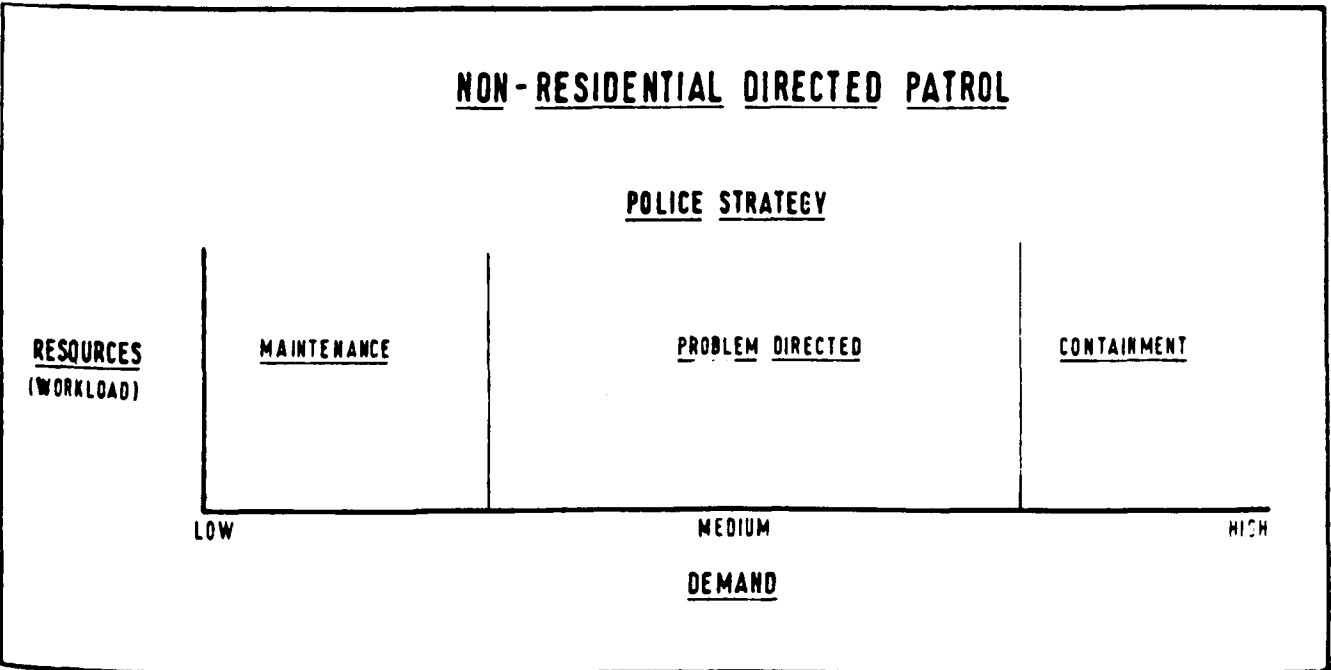 NON-RESIDENTIAL DIRECTED PATROL
POLICE STRATEGY
RESOURCES
(WORKLOAD)
MAINTENANCE
PROBLEM DIRECTED
CONTAINMENT
LOW
MEDIUM
HIGH
DEMAND